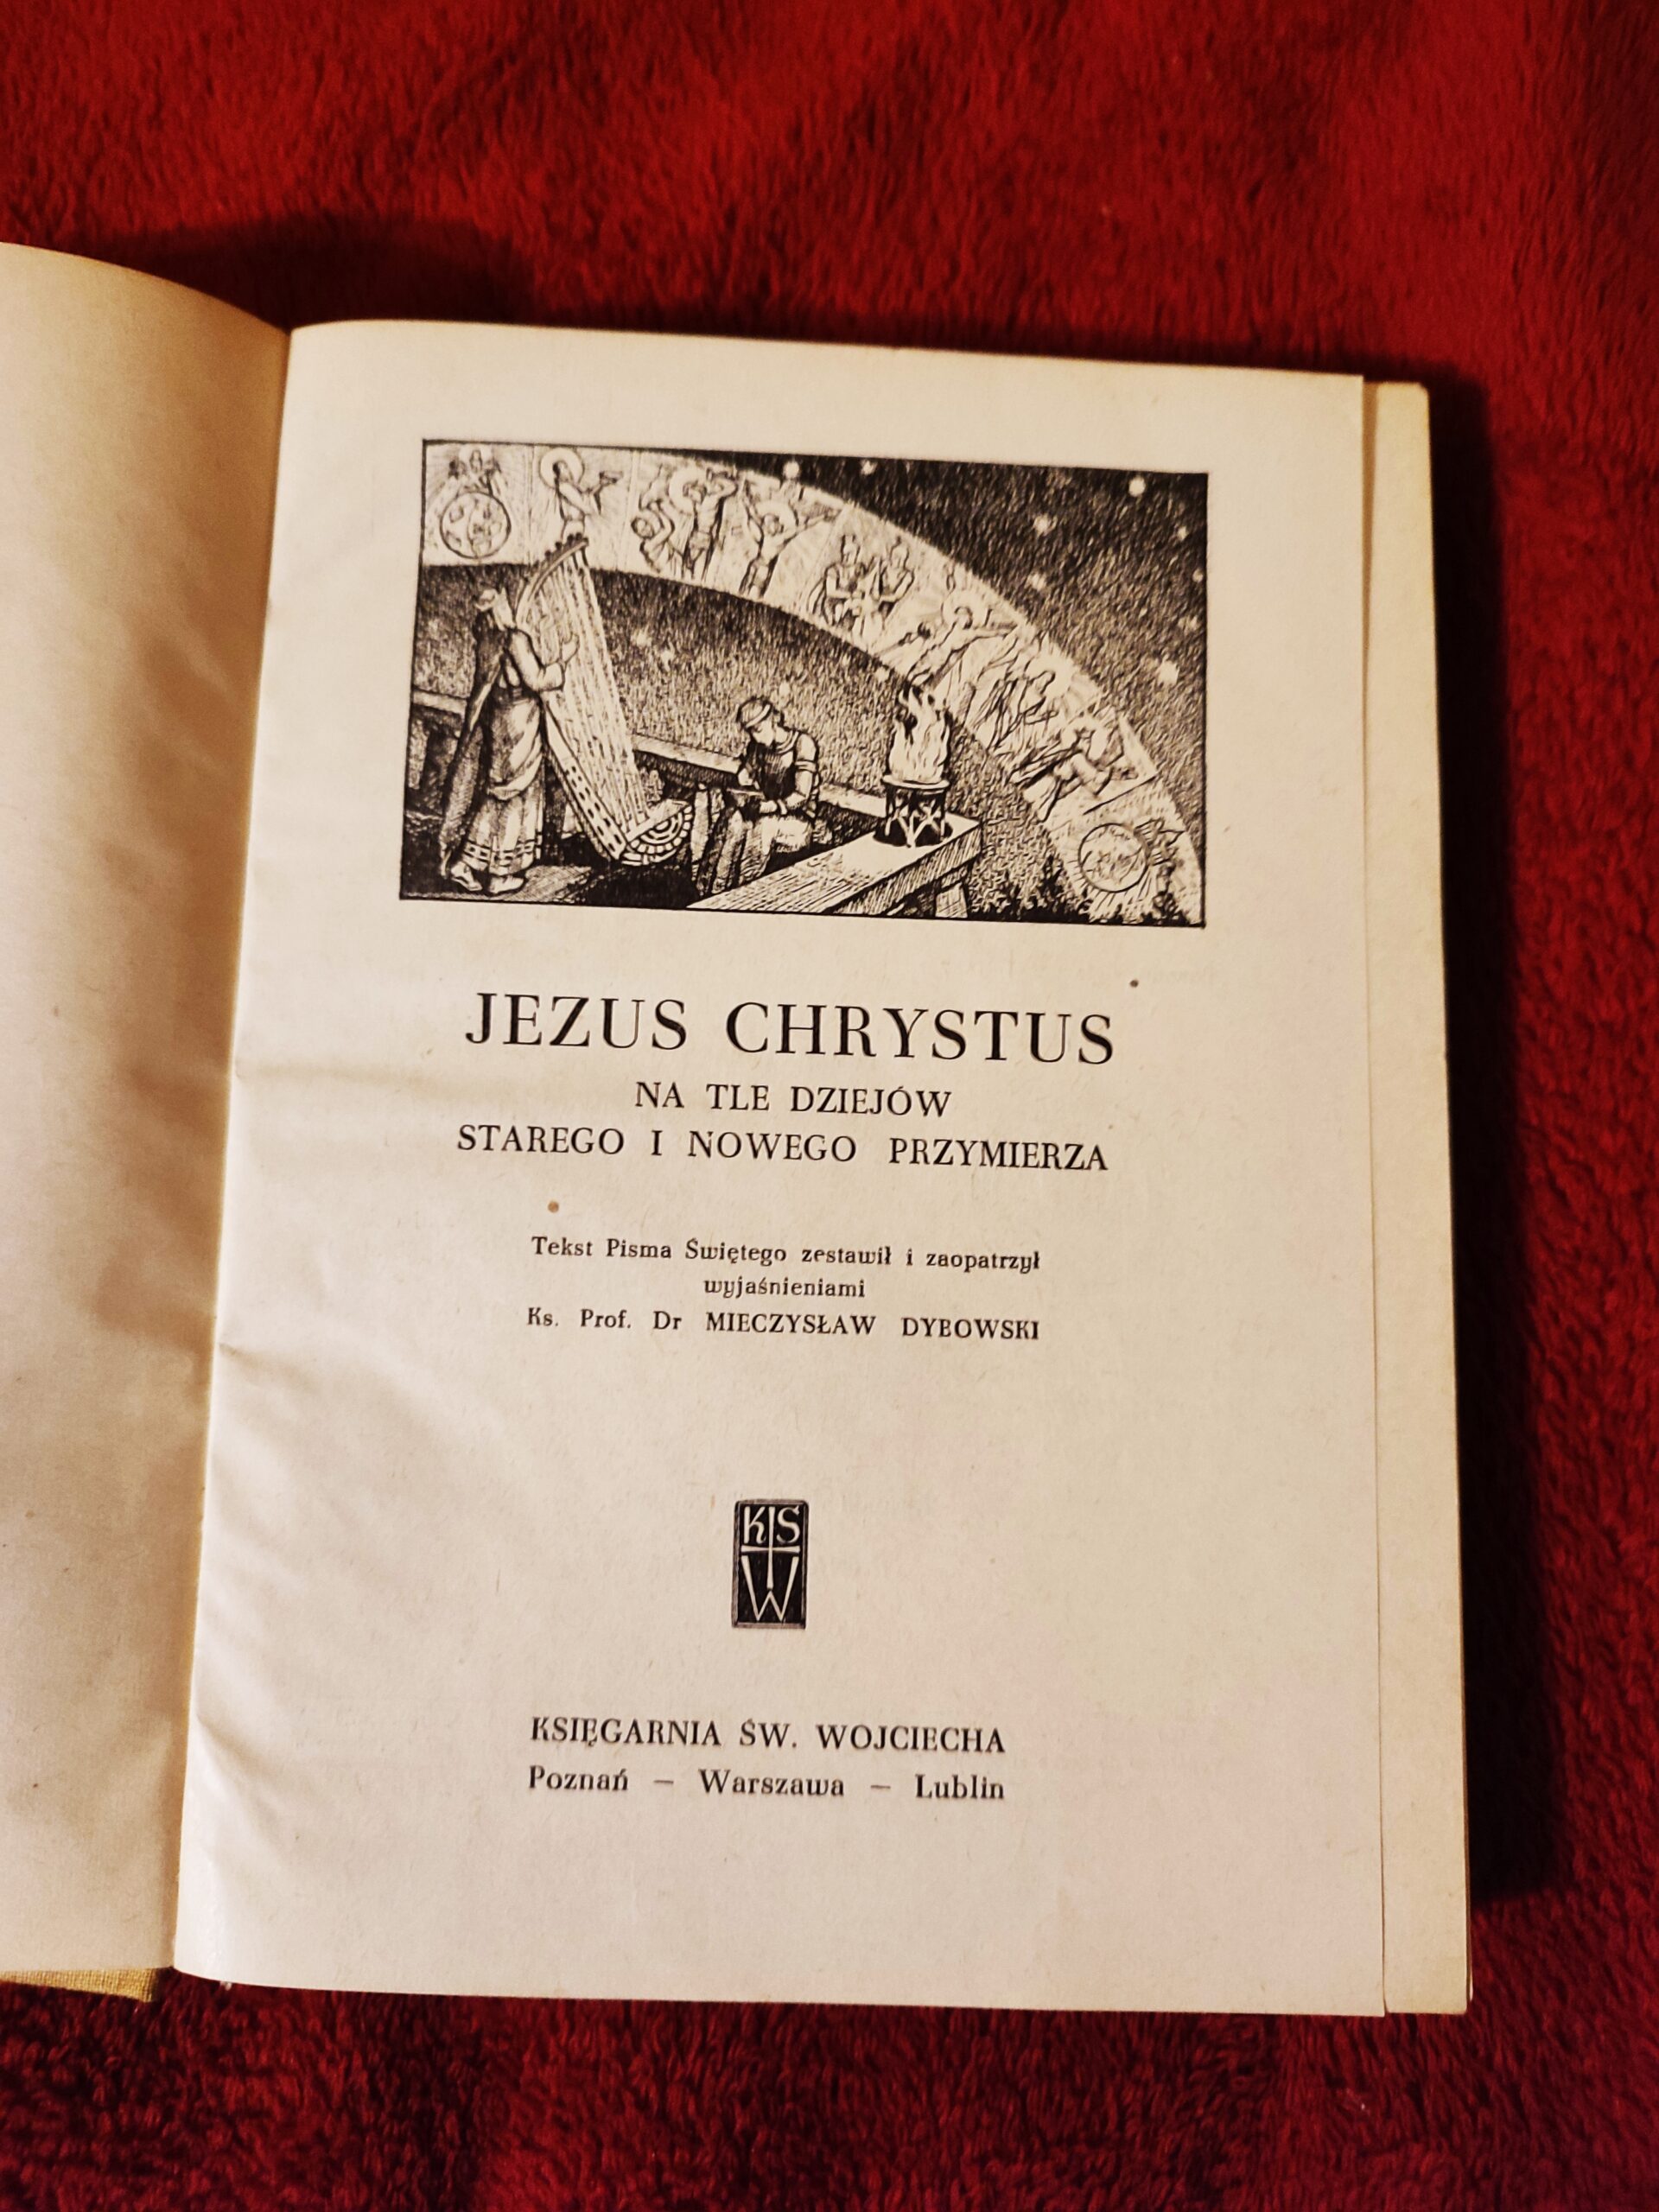 JEZUS CHRYSTUS
NA TLE DZIEJÓW
STAREGO I NOWEGO PRZYMIERZA
Tekst Pisma Świętego zestawił i zaopatrzył
wyjaśnieniami
Ks. Prof. Dr MIECZYSŁAW DYBOWSKI
KS
W
KSIĘGARNIA ŚW. WOJCIECHA
Poznań — Warszawa — Lublin